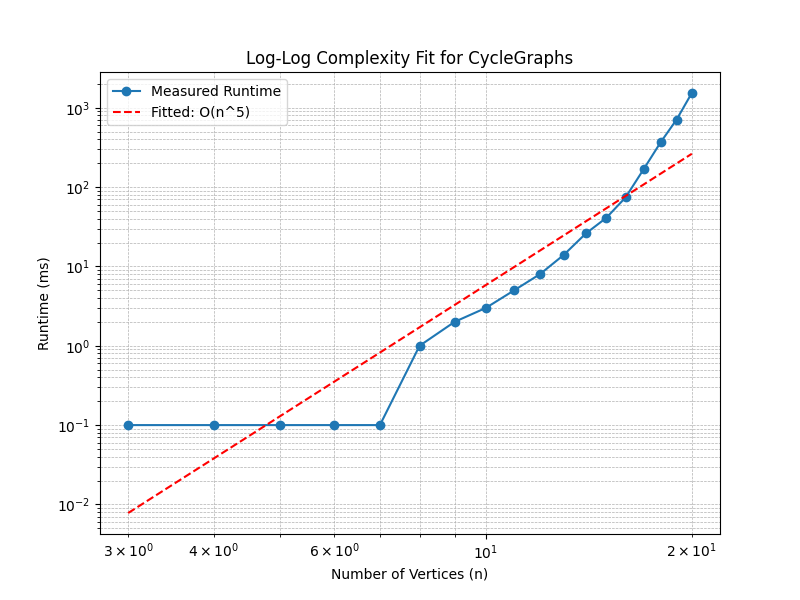 Log-Log Complexity Fit for CycleGraphs
Measured Runtime
Fitted: O(n^5)
10³
10²
10¹
10⁰
10⁻¹
10⁻²
Runtime (ms)
3 × 10⁰
4 × 10⁰
6 × 10⁰
10¹
2 × 10¹
Number of Vertices (n)